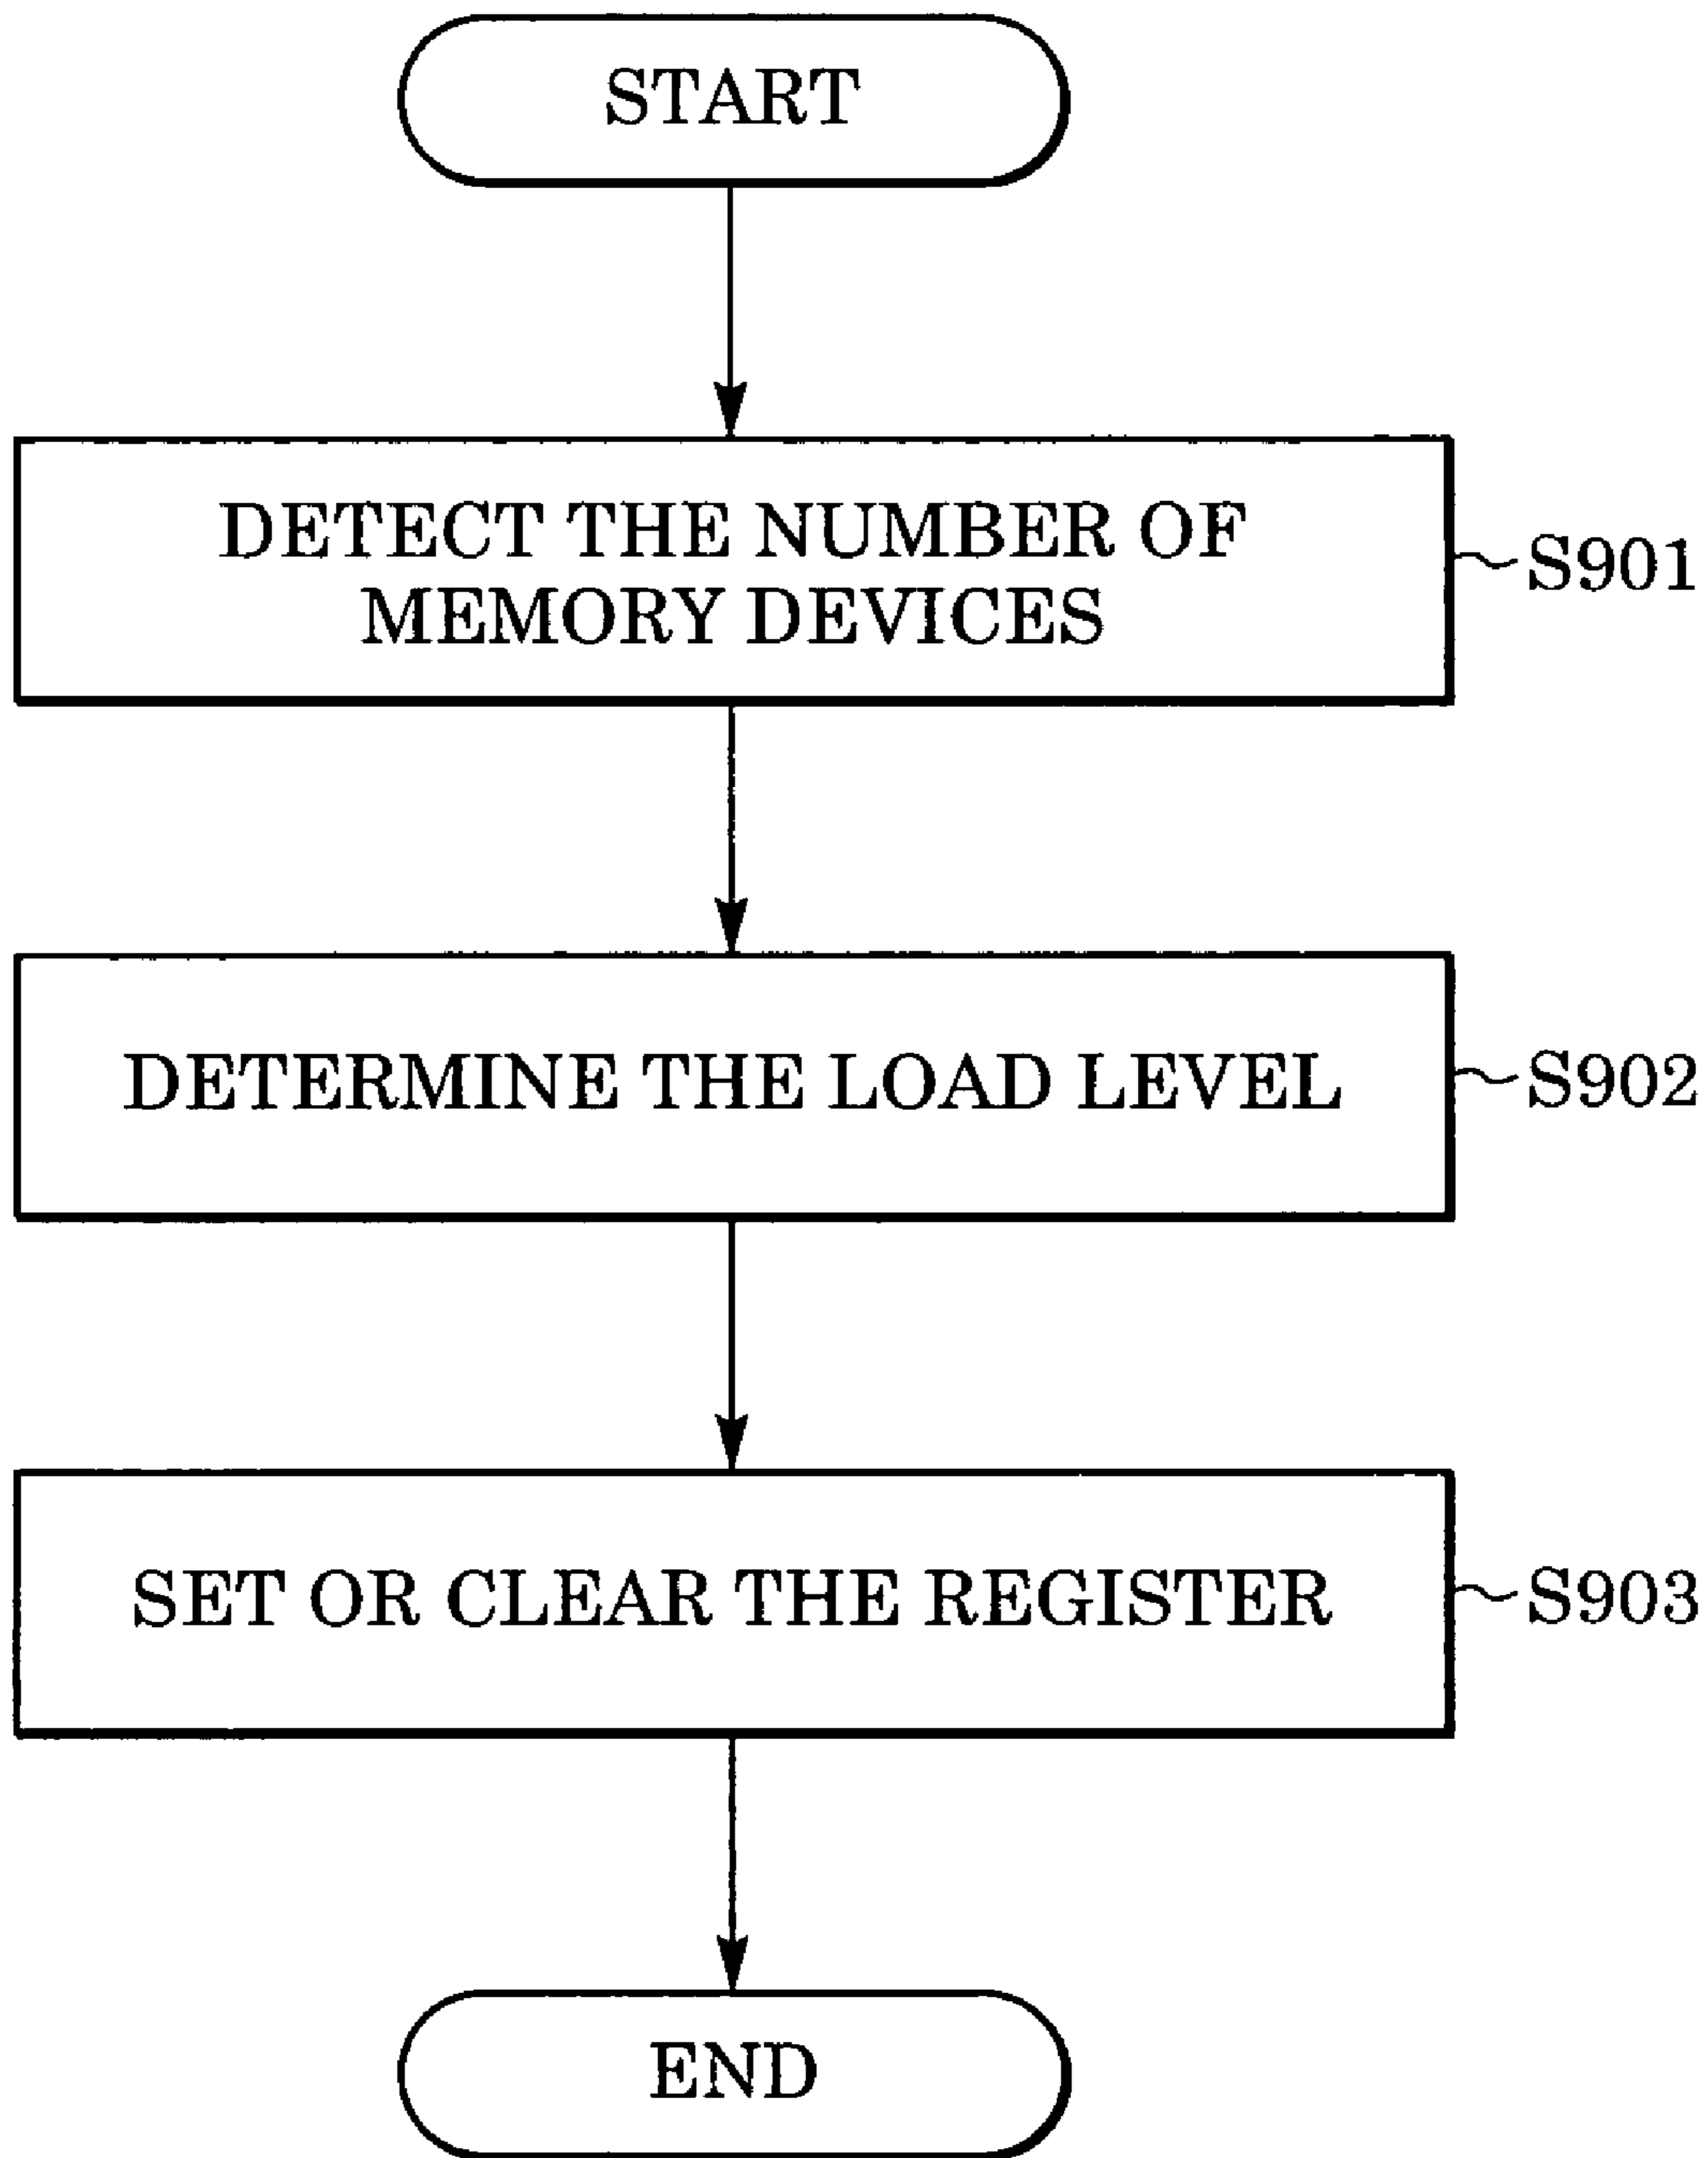 START
DETECT THE NUMBER OF
MEMORY DEVICES
S901
DETERMINE THE LOAD LEVEL
S902
SET OR CLEAR THE REGISTER
S903
END